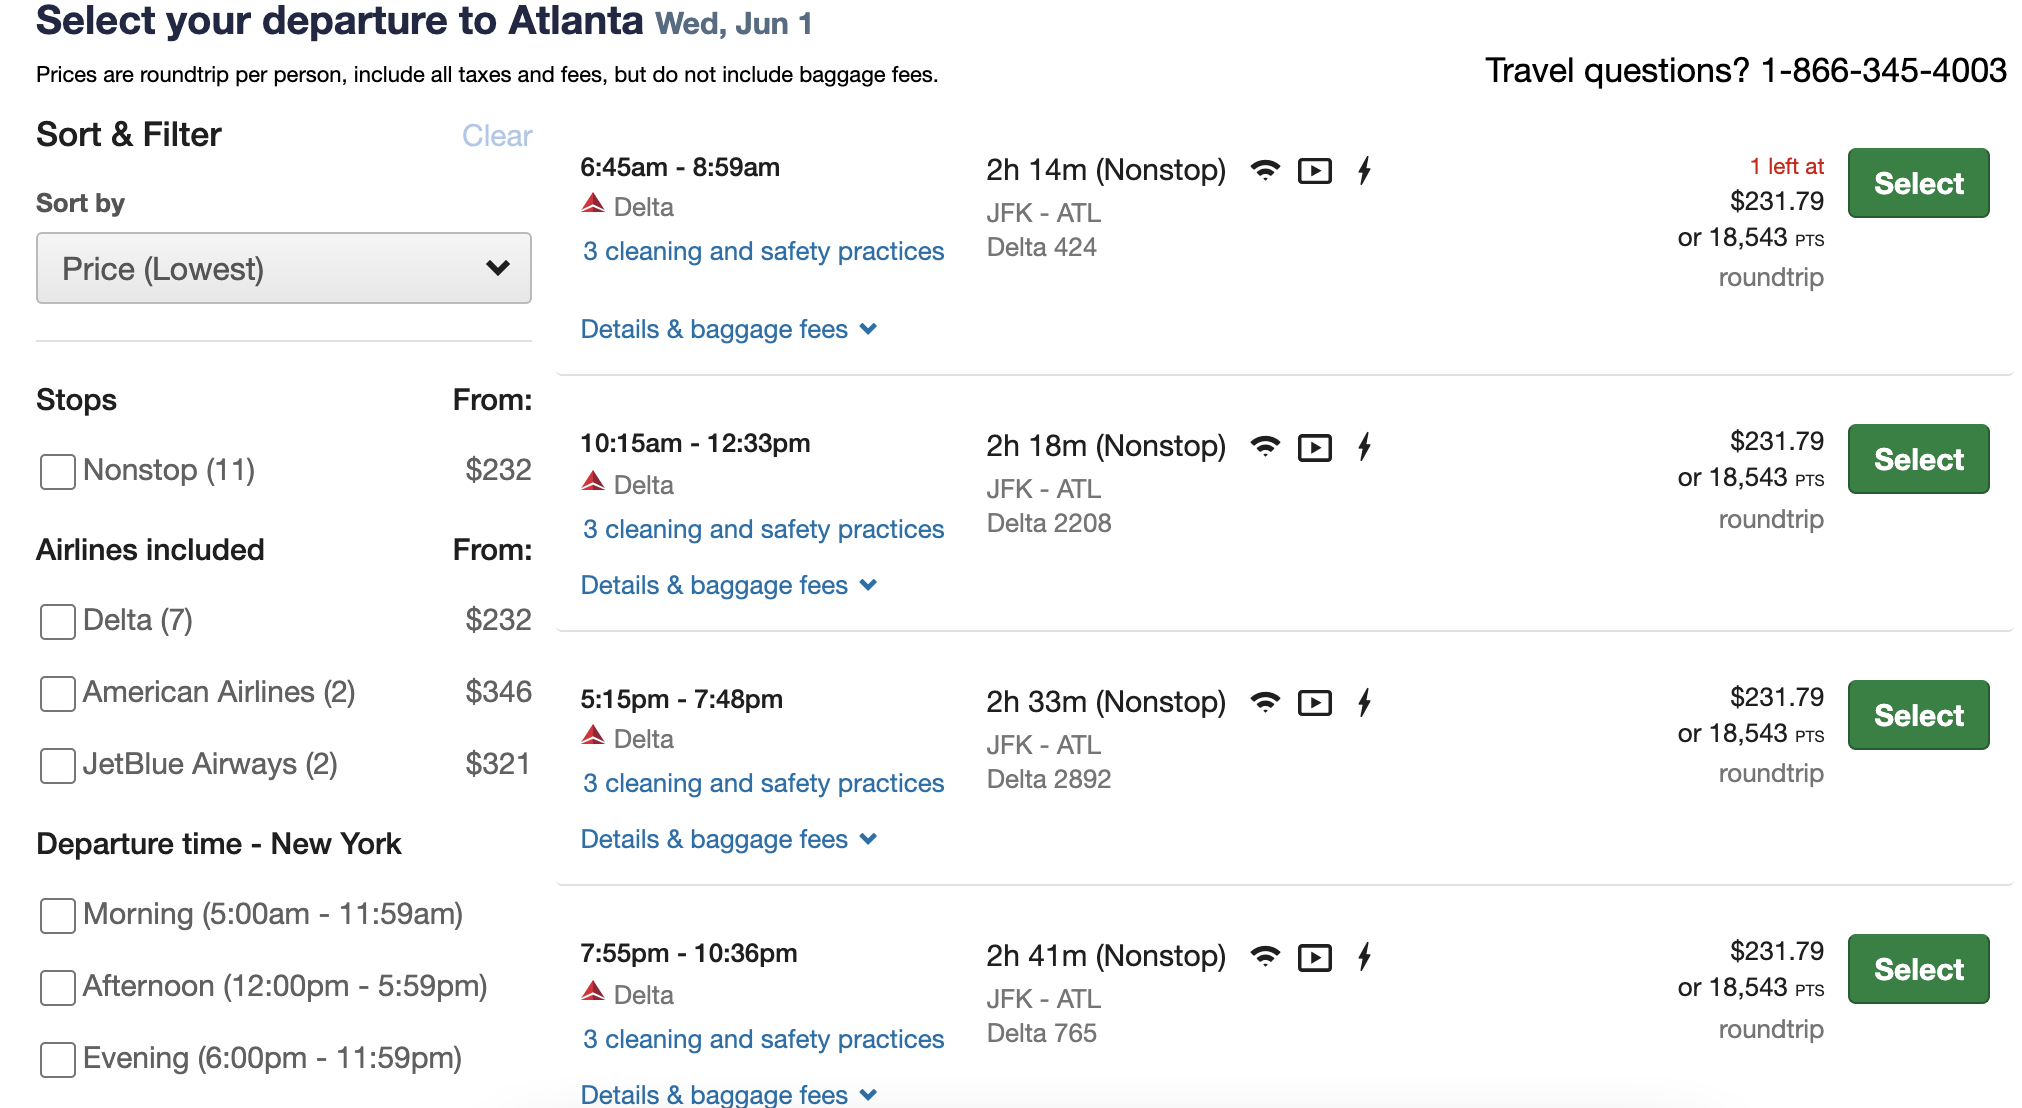 Select your departure to Atlanta Wed, Jun 1
Prices are roundtrip per person, include all taxes and fees, but do not include baggage fees.
Travel questions? 1-866-345-4003
Sort & Filter
Clear
Sort by
Price (Lowest)
Stops From:
Nonstop (11) $232
Airlines included From:
Delta (7) $232
American Airlines (2) $346
JetBlue Airways (2) $321
Departure time - New York
Morning (5:00am - 11:59am)
Afternoon (12:00pm - 5:59pm)
Evening (6:00pm - 11:59pm)
6:45am - 8:59am
Delta
3 cleaning and safety practices
Details & baggage fees
2h 14m (Nonstop)
JFK - ATL
Delta 424
1 left at
$231.79
or 18,543 PTS
roundtrip
Select
10:15am - 12:33pm
Delta
3 cleaning and safety practices
Details & baggage fees
2h 18m (Nonstop)
JFK - ATL
Delta 2208
$231.79
or 18,543 PTS
roundtrip
Select
5:15pm - 7:48pm
Delta
3 cleaning and safety practices
Details & baggage fees
2h 33m (Nonstop)
JFK - ATL
Delta 2892
$231.79
or 18,543 PTS
roundtrip
Select
7:55pm - 10:36pm
Delta
3 cleaning and safety practices
Details & baggage fees
2h 41m (Nonstop)
JFK - ATL
Delta 765
$231.79
or 18,543 PTS
roundtrip
Select